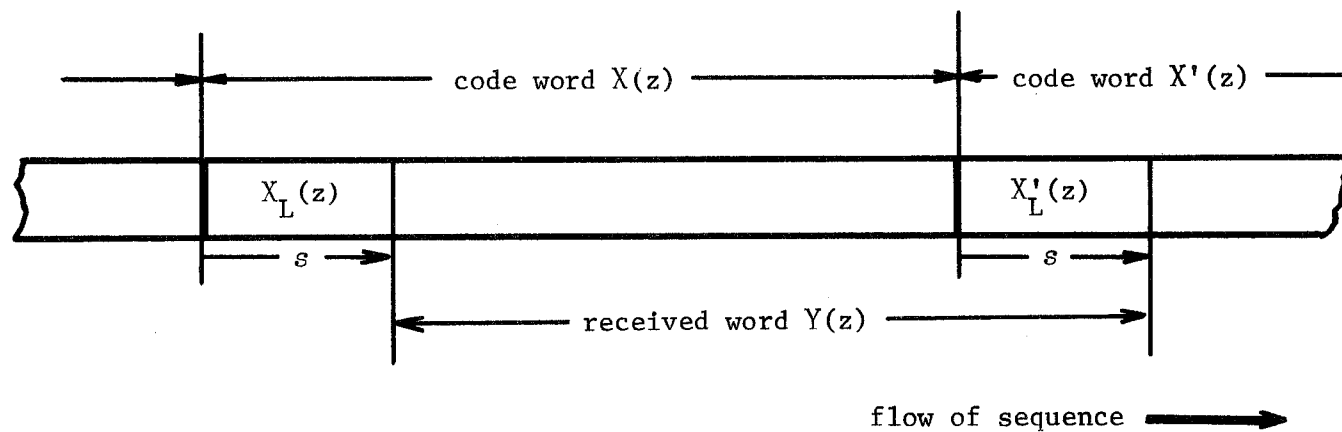 code word X(z)
code word X'(z)
X_L(z)
X'_L(z)
s
s
received word Y(z)
flow of sequence